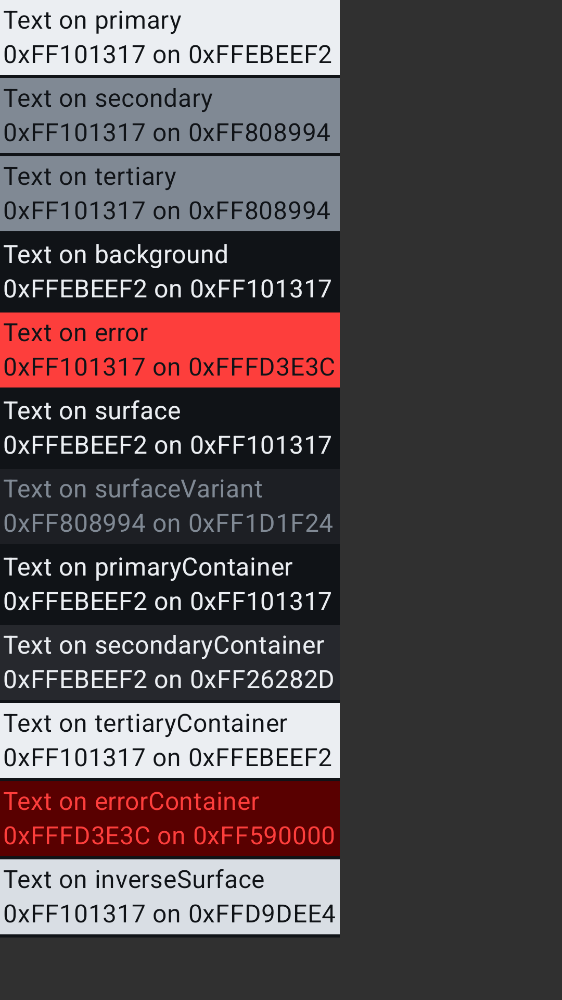 Text on primary
0xFF101317 on 0xFFEBEEF2
Text on secondary
0xFF101317 on 0xFF808994
Text on tertiary
0xFF101317 on 0xFF808994
Text on background
0xFFEBEEF2 on 0xFF101317
Text on error
0xFF101317 on 0xFFFD3E3C
Text on surface
0xFFEBEEF2 on 0xFF101317
Text on surfaceVariant
0xFF808994 on 0xFF1D1F24
Text on primaryContainer
0xFFEBEEF2 on 0xFF101317
Text on secondaryContainer
0xFFEBEEF2 on 0xFF26282D
Text on tertiaryContainer
0xFF101317 on 0xFFEBEEF2
Text on errorContainer
0xFFFD3E3C on 0xFF590000
Text on inverseSurface
0xFF101317 on 0xFFD9DEE4